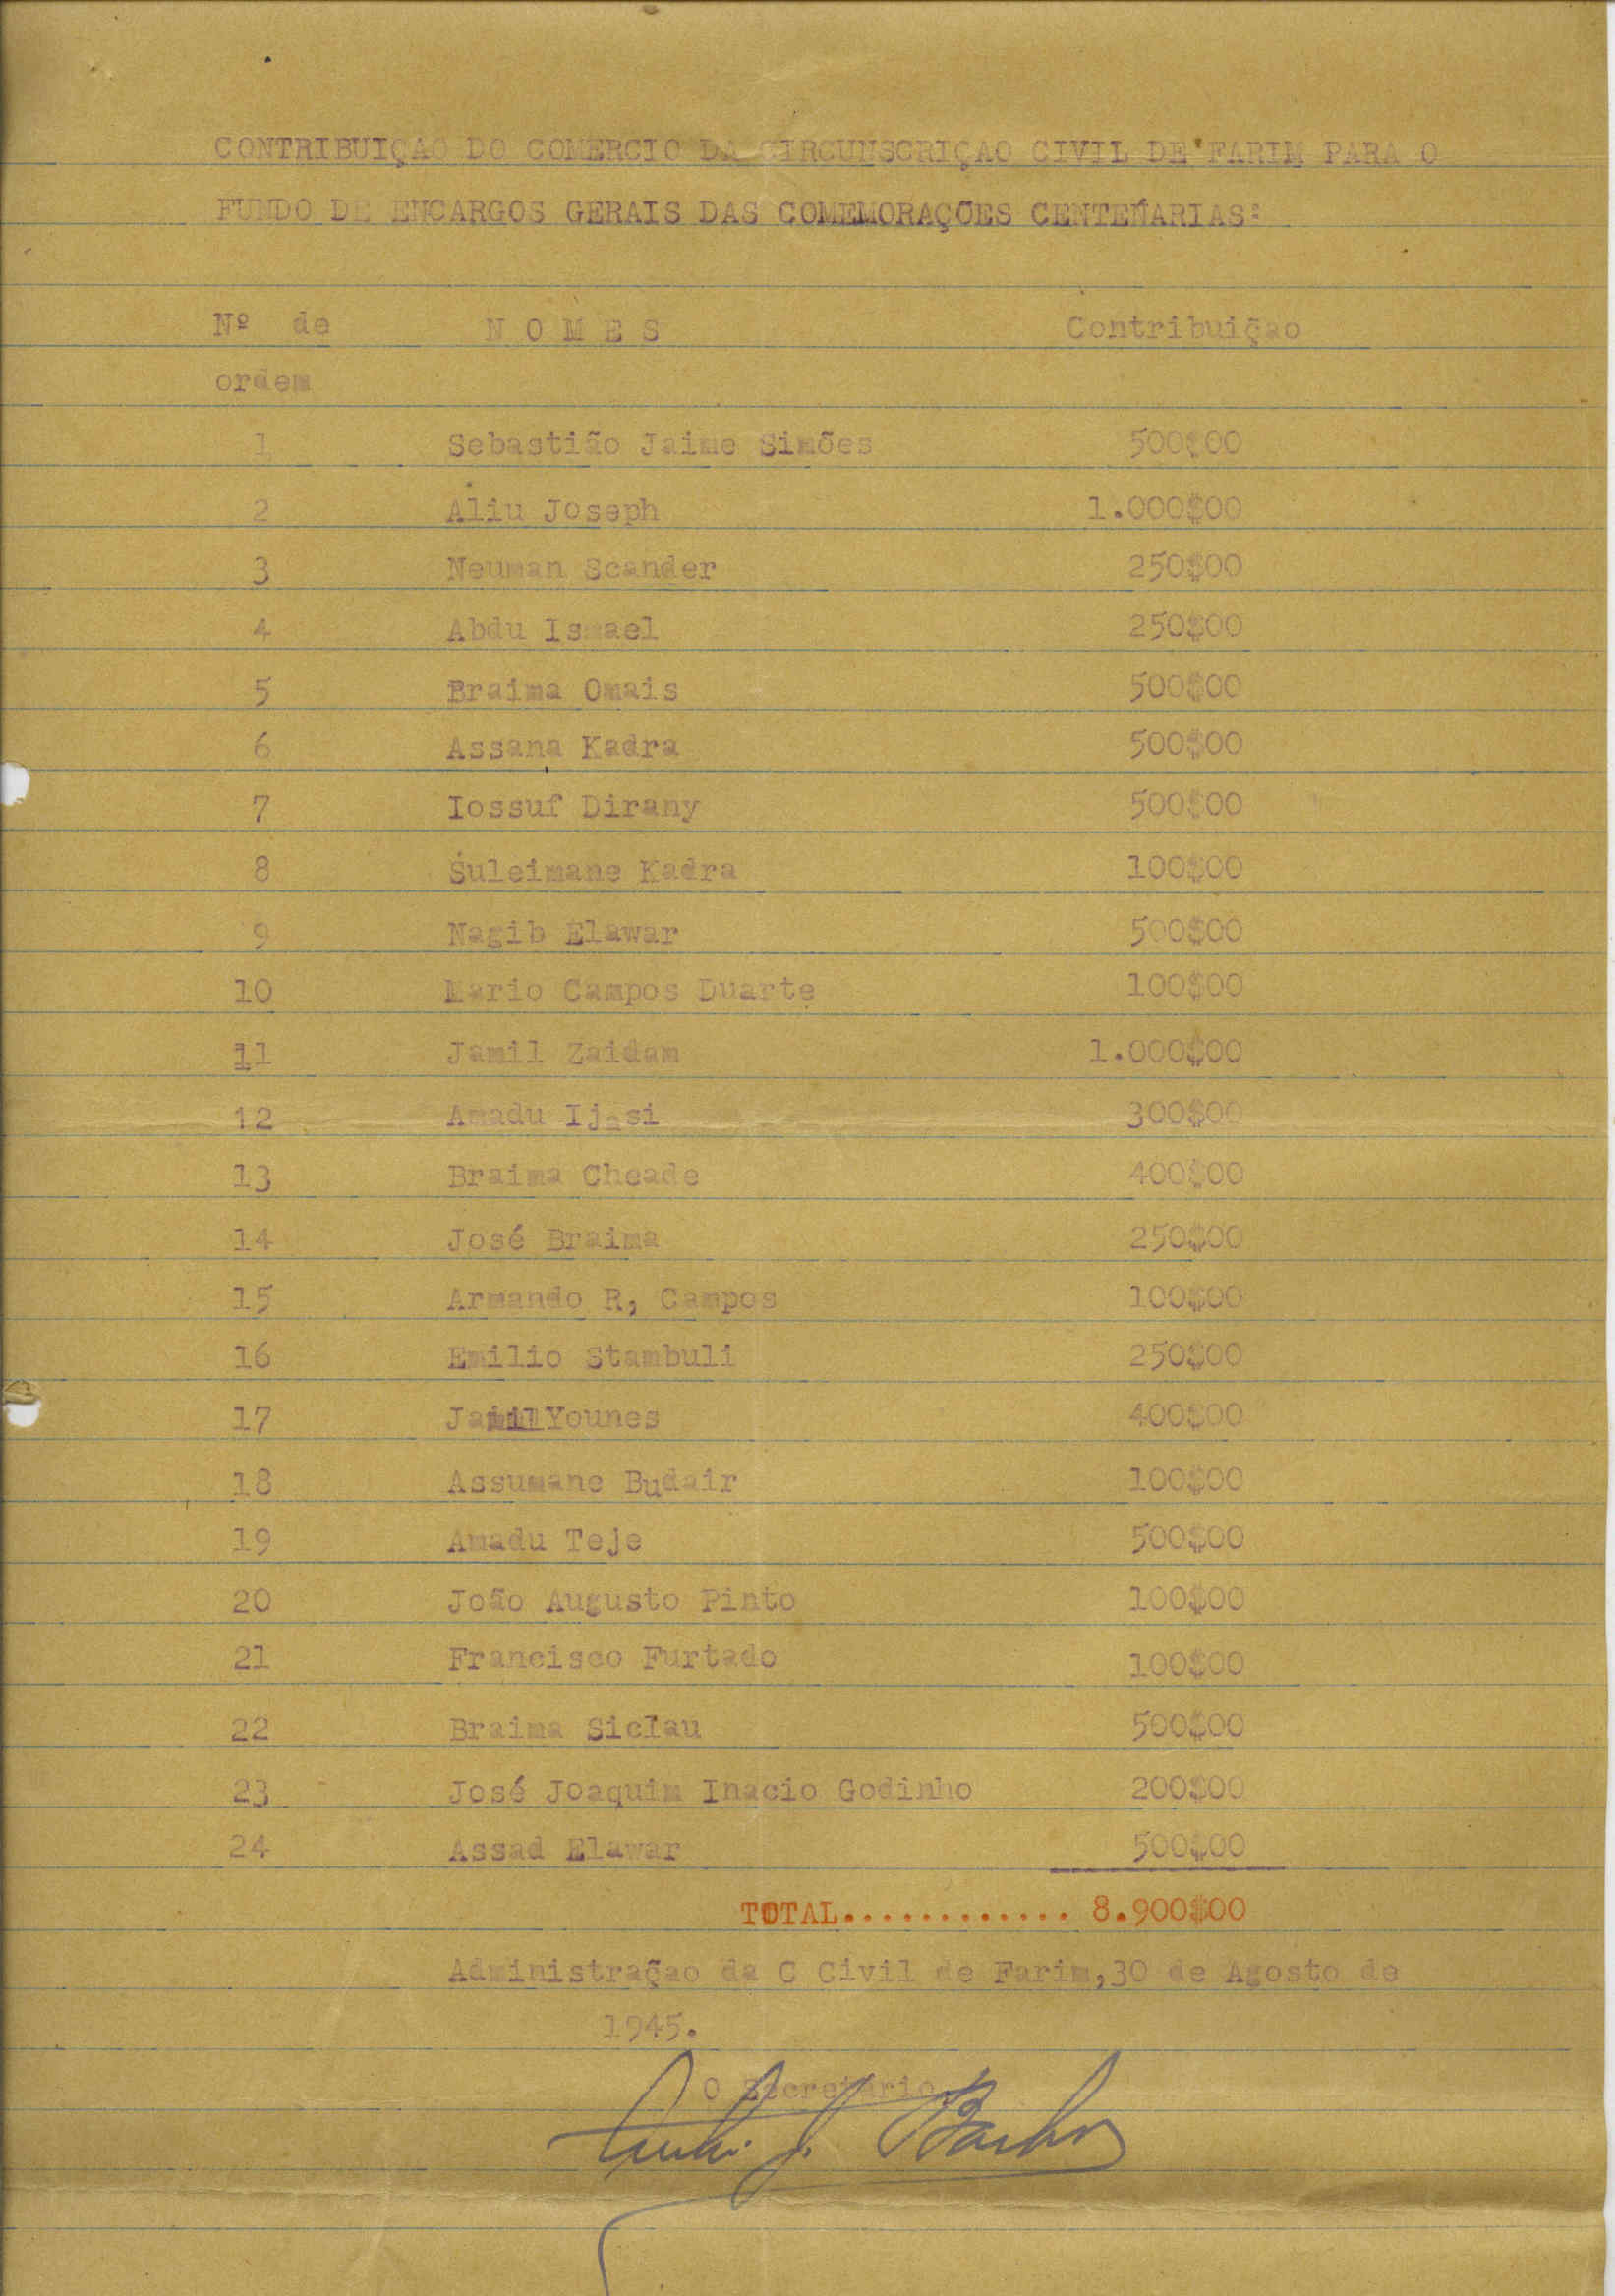 CONTRIBUIÇAO DO COMERCIO DA CIRCUNSCRIÇAO CIVIL DE FARIM PARA O
FUNDO DE ENCARGOS GERAIS DAS COMEMORAÇÕES CENTENARIAS:
Nº de N O M E S Contribuição
ordem
1 Sebastião Jaime Simões 500$00
2 Aliu Joseph 1.000$00
3 Neuman Scander 250$00
4 Abdu Ismael 250$00
5 Braima Omais 500$00
6 Assana Kadra 500$00
7 Iossuf Dirany 500$00
8 Suleimane Kadra 100$00
9 Nagib Elawar 500$00
10 Mario Campos Duarte 100$00
11 Jamil Zaidam 1.000$00
12 Amadu Ijasi 300$00
13 Braima Cheade 400$00
14 José Braima 250$00
15 Armando R, Campos 100$00
16 Emilio Stambuli 250$00
17 Jamil Younes 400$00
18 Assumane Budair 100$00
19 Amadu Teje 500$00
20 João Augusto Pinto 100$00
21 Francisco Furtado 100$00
22 Braima Siclau 500$00
23 José Joaquim Inacio Godinho 200$00
24 Assad Elawar 500$00
TOTAL............ 8.900$00
Administração da C Civil de Farim,30 de Agosto de
1945.
O Secretario,